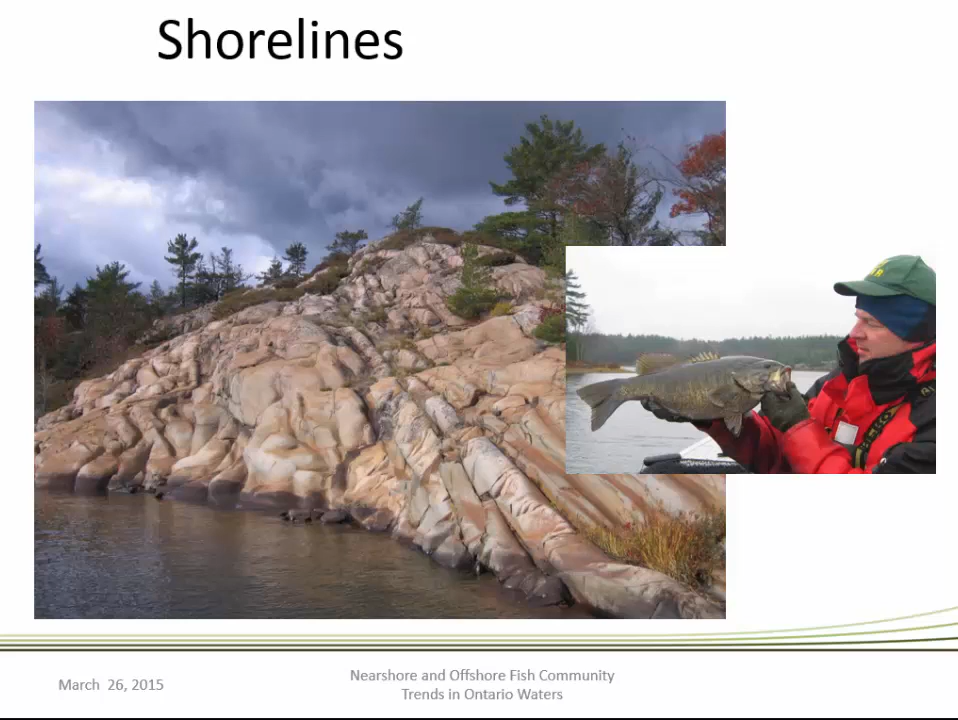 Shorelines
March 26, 2015
Nearshore and Offshore Fish Community
Trends in Ontario Waters